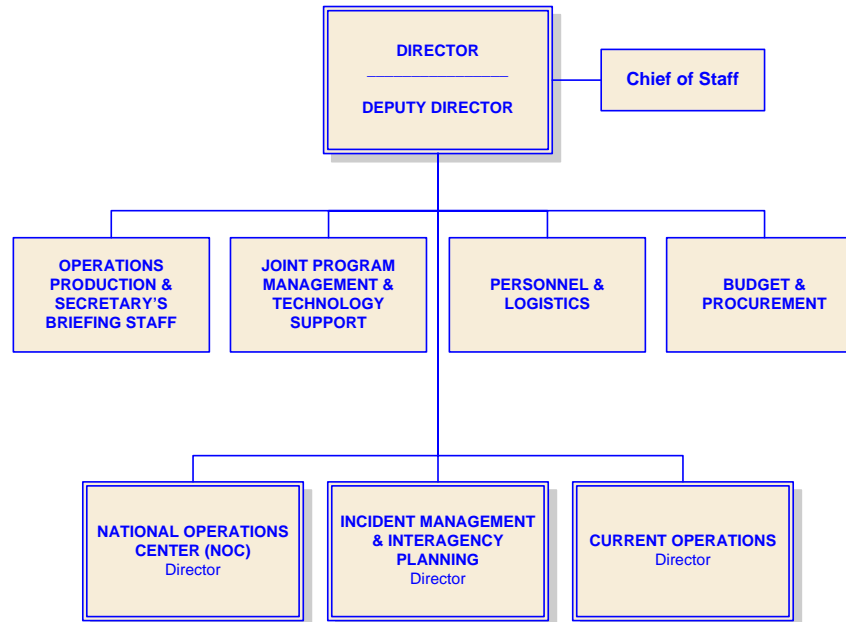 DIRECTOR
DEPUTY DIRECTOR
Chief of Staff
OPERATIONS
PRODUCTION &
SECRETARY’S
BRIEFING STAFF
JOINT PROGRAM
MANAGEMENT &
TECHNOLOGY
SUPPORT
PERSONNEL &
LOGISTICS
BUDGET &
PROCUREMENT
NATIONAL OPERATIONS
CENTER (NOC)
Director
INCIDENT MANAGEMENT
& INTERAGENCY
PLANNING
Director
CURRENT OPERATIONS
Director